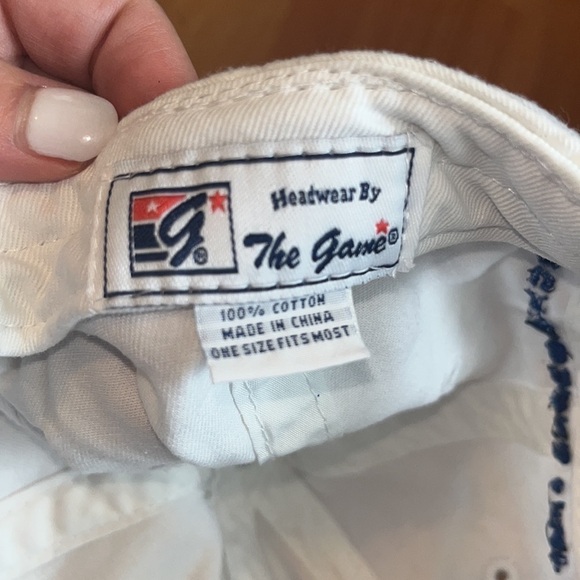 G®
Headwear By
The Game®
100% COTTON
MADE IN CHINA
ONE SIZE FITS MOST